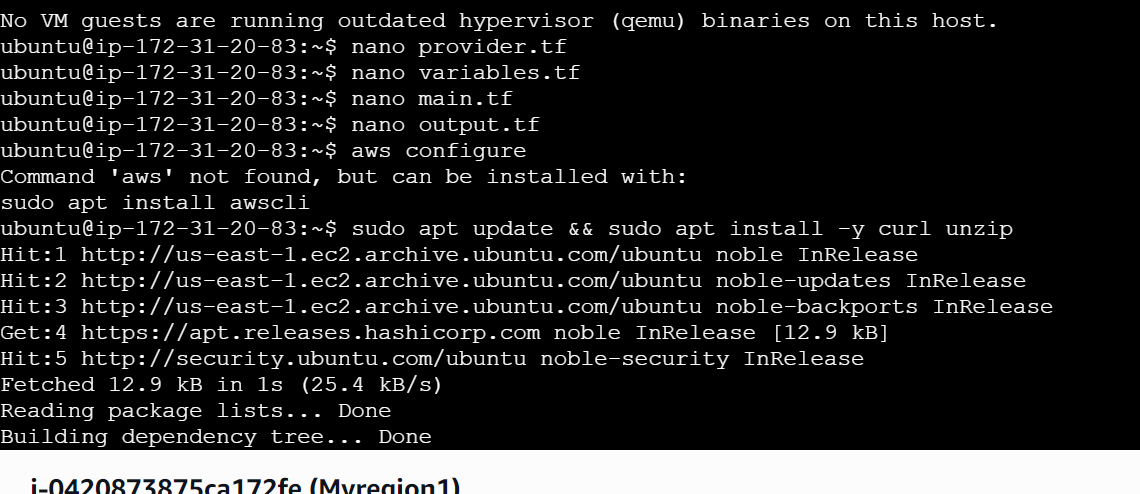 No VM guests are running outdated hypervisor (qemu) binaries on this host.
ubuntu@ip-172-31-20-83:~$ nano provider.tf
ubuntu@ip-172-31-20-83:~$ nano variables.tf
ubuntu@ip-172-31-20-83:~$ nano main.tf
ubuntu@ip-172-31-20-83:~$ nano output.tf
ubuntu@ip-172-31-20-83:~$ aws configure
Command 'aws' not found, but can be installed with:
sudo apt install awscli
ubuntu@ip-172-31-20-83:~$ sudo apt update && sudo apt install -y curl unzip
Hit:1 http://us-east-1.ec2.archive.ubuntu.com/ubuntu noble InRelease
Hit:2 http://us-east-1.ec2.archive.ubuntu.com/ubuntu noble-updates InRelease
Hit:3 http://us-east-1.ec2.archive.ubuntu.com/ubuntu noble-backports InRelease
Get:4 https://apt.releases.hashicorp.com noble InRelease [12.9 kB]
Hit:5 http://security.ubuntu.com/ubuntu noble-security InRelease
Fetched 12.9 kB in 1s (25.4 kB/s)
Reading package lists... Done
Building dependency tree... Done
i-0420873875ca172fe (Myregion1)